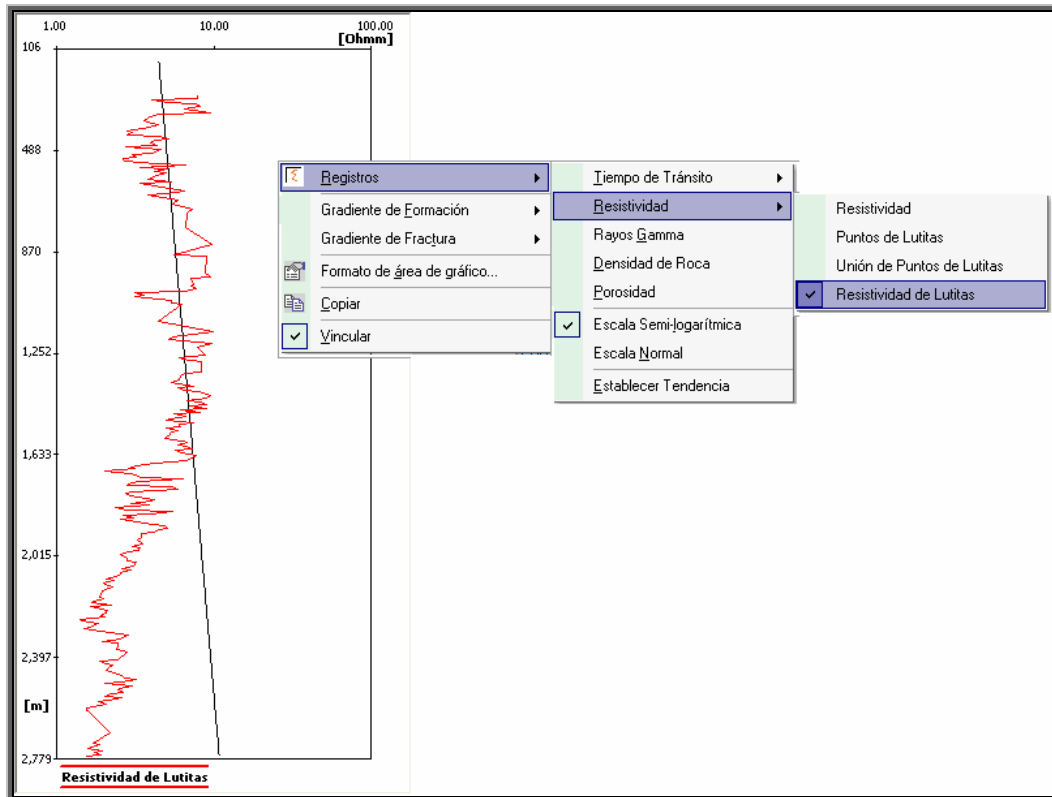 1.00 10.00 100.00
[Ohmm]
106
488
870
1,252
1,633
2,015
2,397
[m]
2,779
Resistividad de Lutitas
Registros
Gradiente de Formación
Gradiente de Fractura
Formato de área de gráfico...
Copiar
Vincular
Tiempo de Tránsito
Resistividad
Rayos Gamma
Densidad de Roca
Porosidad
Escala Semi-logarítmica
Escala Normal
Establecer Tendencia
Resistividad
Puntos de Lutitas
Unión de Puntos de Lutitas
Resistividad de Lutitas